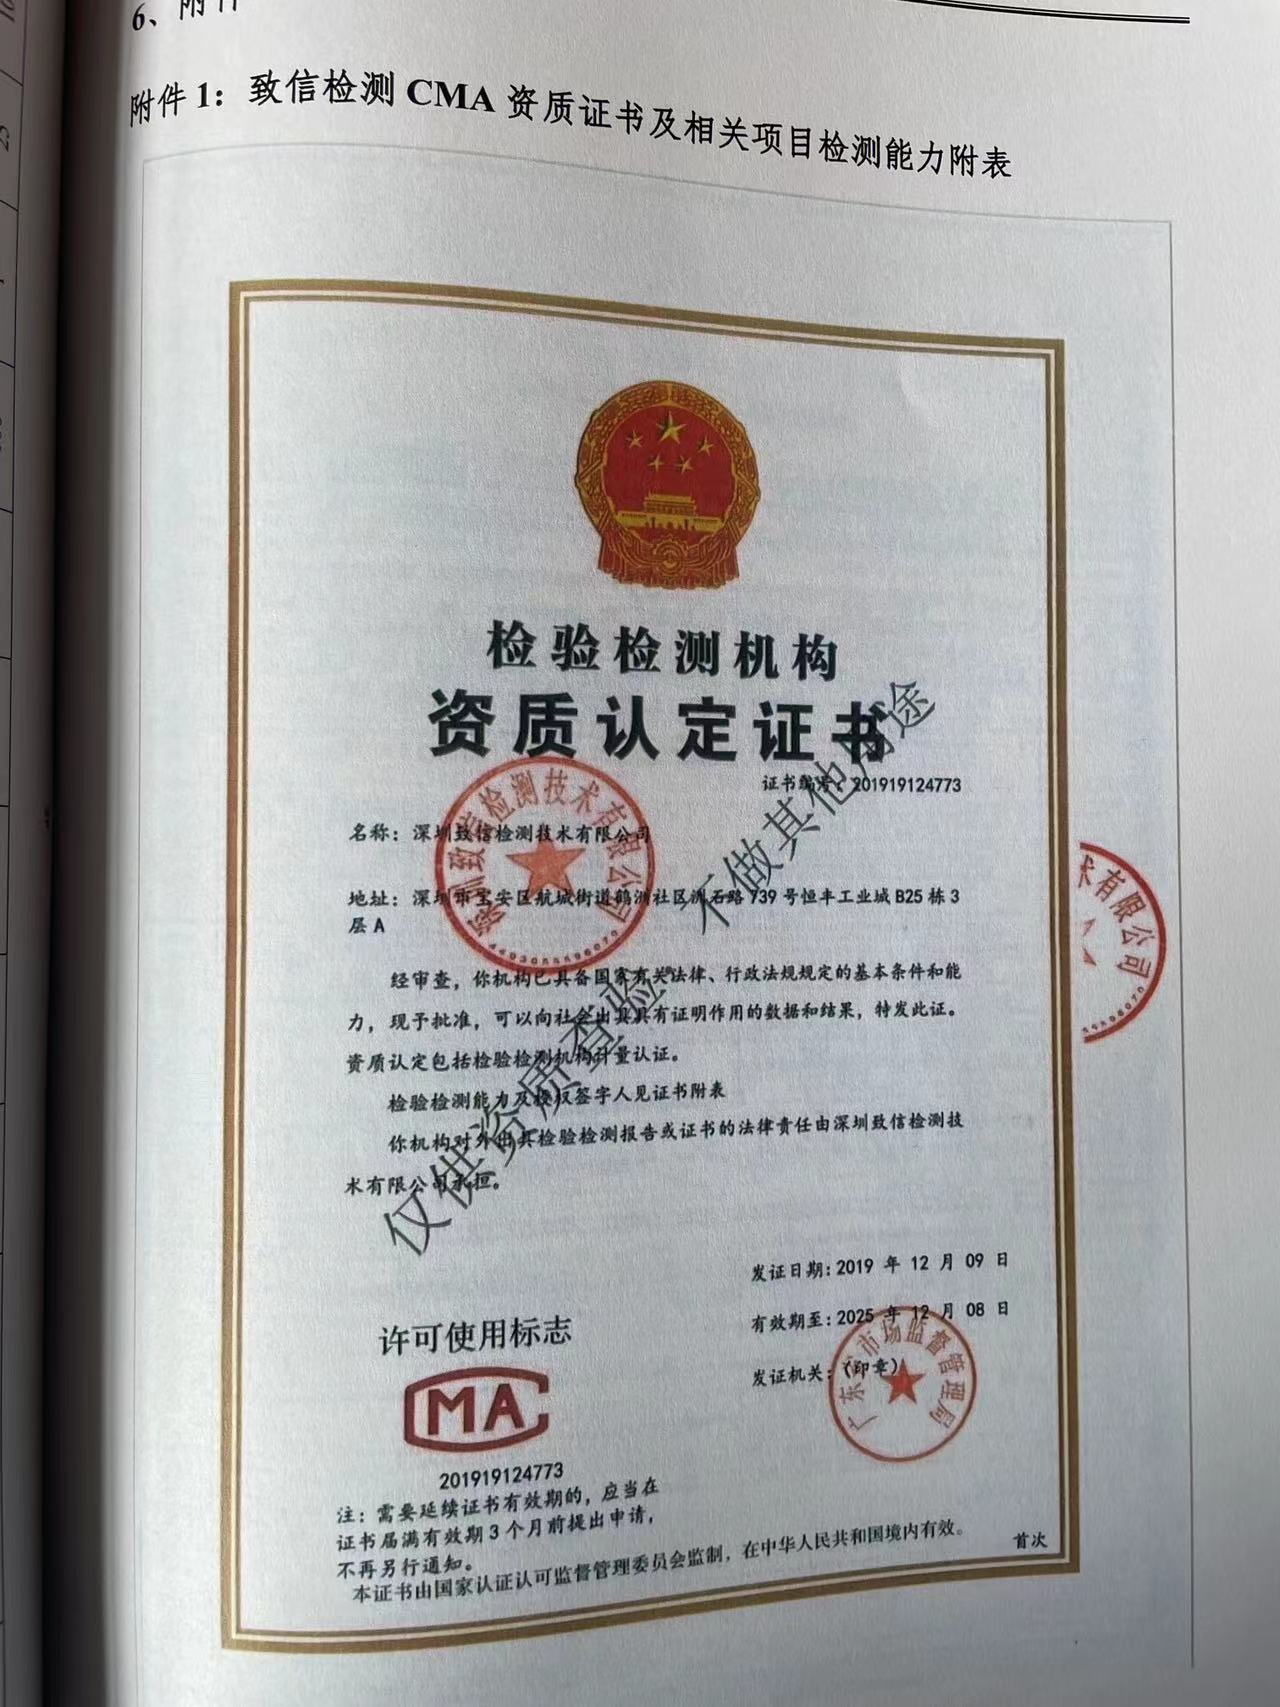 6、附件
附件 1：致信检测 CMA 资质证书及相关项目检测能力附表
检验检测机构
资质认定证书
证书编号：201919124773
名称：深圳致信检测技术有限公司
地址：深圳市宝安区航城街道鹤洲社区洲石路 739 号恒丰工业城 B25 栋 3
层 A
经审查，你机构已具备国家有关法律、行政法规规定的基本条件和能
力，现予批准，可以向社会出具具有证明作用的数据和结果，特发此证。
资质认定包括检验检测机构计量认证。
检验检测能力及授权签字人见证书附表
你机构对外出具检验检测报告或证书的法律责任由深圳致信检测技
术有限公司承担。
仅供资质查验，不做其他用途
深圳致信检测技术有限公司
术有限公司
发证日期：2019 年 12 月 09 日
有效期至：2025 年 12 月 08 日
发证机关：（印章）
广东省市场监督管理局
许可使用标志
MA
201919124773
注：需要延续证书有效期的，应当在
证书届满有效期 3 个月前提出申请，
不再另行通知。
首次
本证书由国家认证认可监督管理委员会监制，在中华人民共和国境内有效。